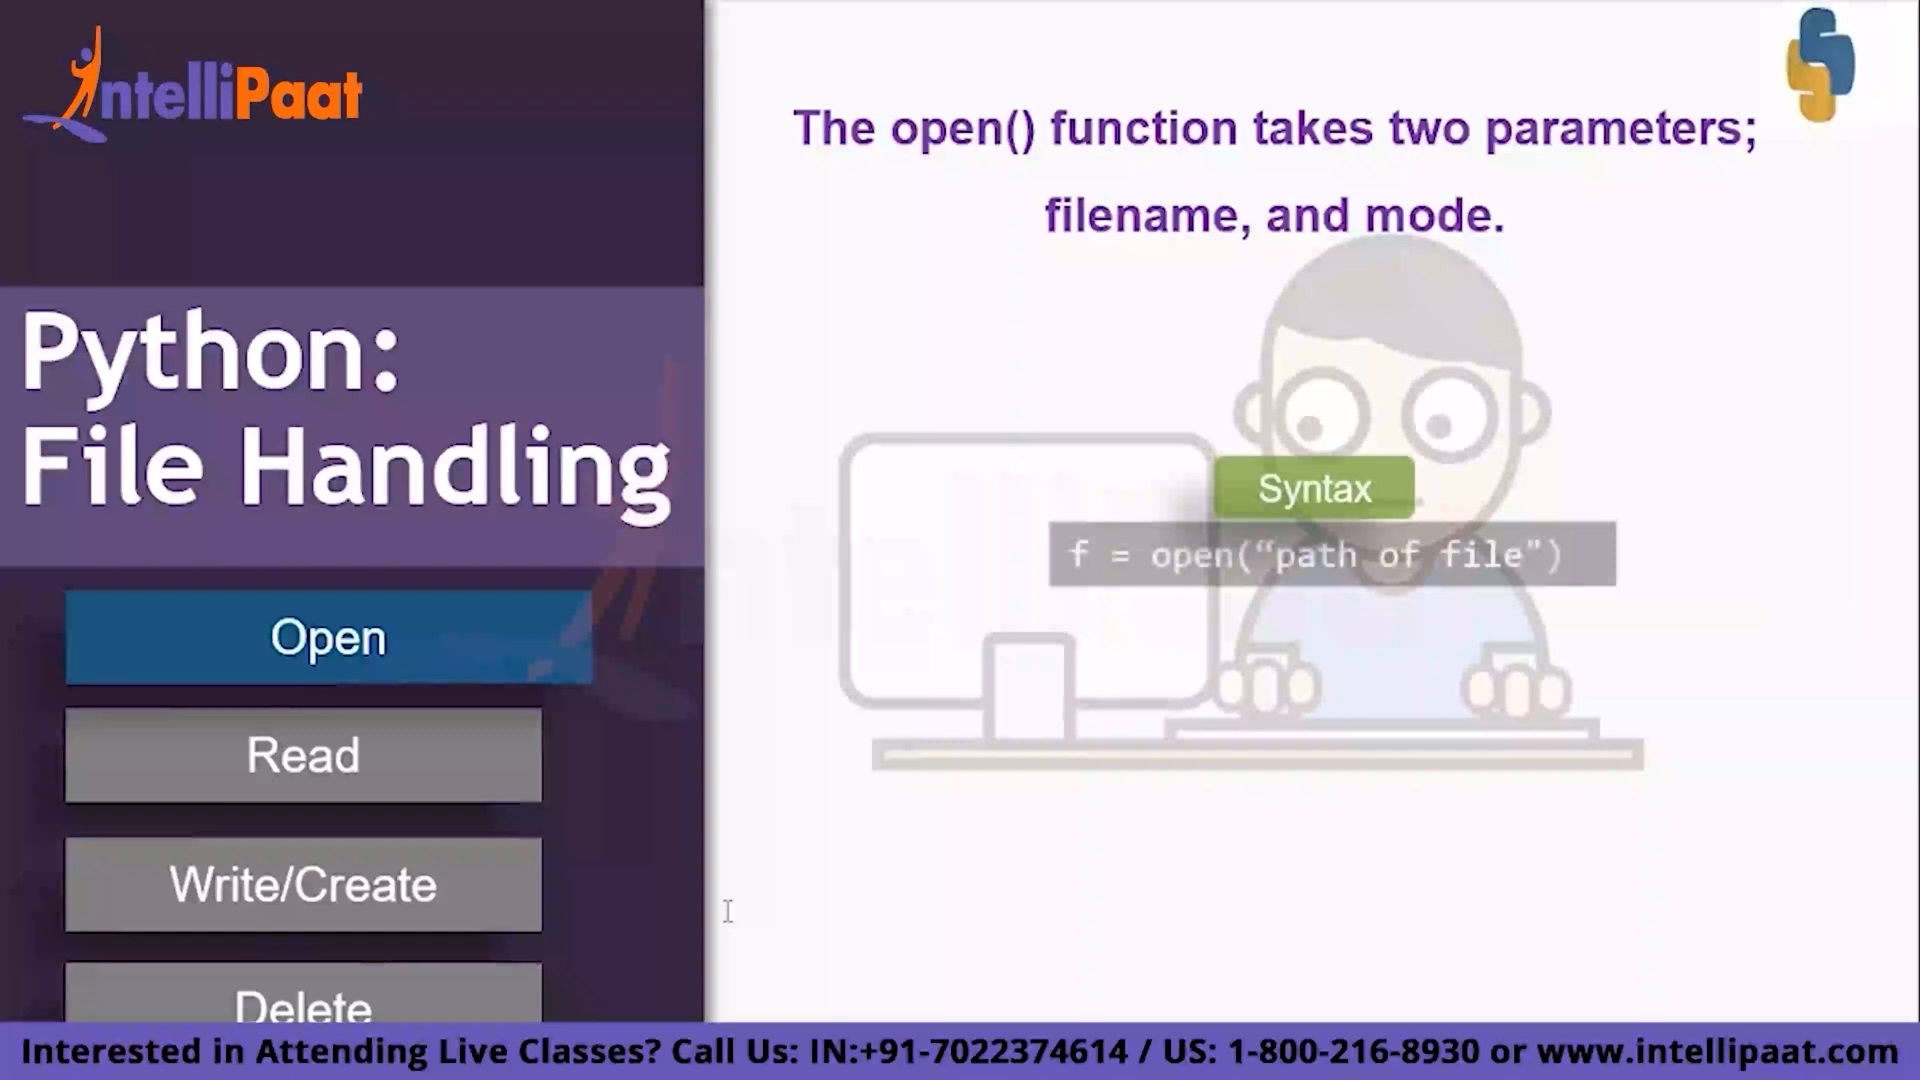 IntelliPaat
The open() function takes two parameters;
filename, and mode.
Python:
File Handling
Syntax
f = open(“path of file")
Open
Read
Write/Create
Delete
Interested in Attending Live Classes? Call Us: IN:+91-7022374614 / US: 1-800-216-8930 or www.intellipaat.com